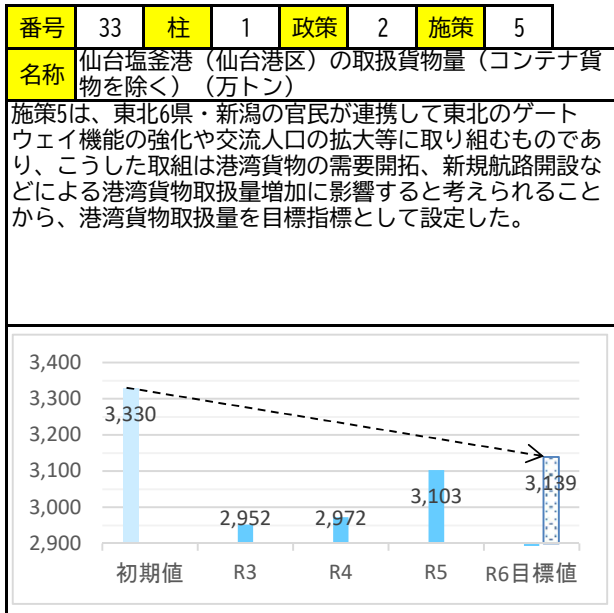 番号 33 柱 1 政策 2 施策 5
名称 仙台塩釜港（仙台港区）の取扱貨物量（コンテナ貨
物を除く）（万トン）
施策5は、東北6県・新潟の官民が連携して東北のゲート
ウェイ機能の強化や交流人口の拡大等に取り組むものであ
り、こうした取組は港湾貨物の需要開拓、新規航路開設な
どによる港湾貨物取扱量増加に影響すると考えられること
から、港湾貨物取扱量を目標指標として設定した。
3,400
3,300
3,200
3,100
3,000
2,900
3,330
2,952
2,972
3,103
3,139
初期値 R3 R4 R5 R6目標値